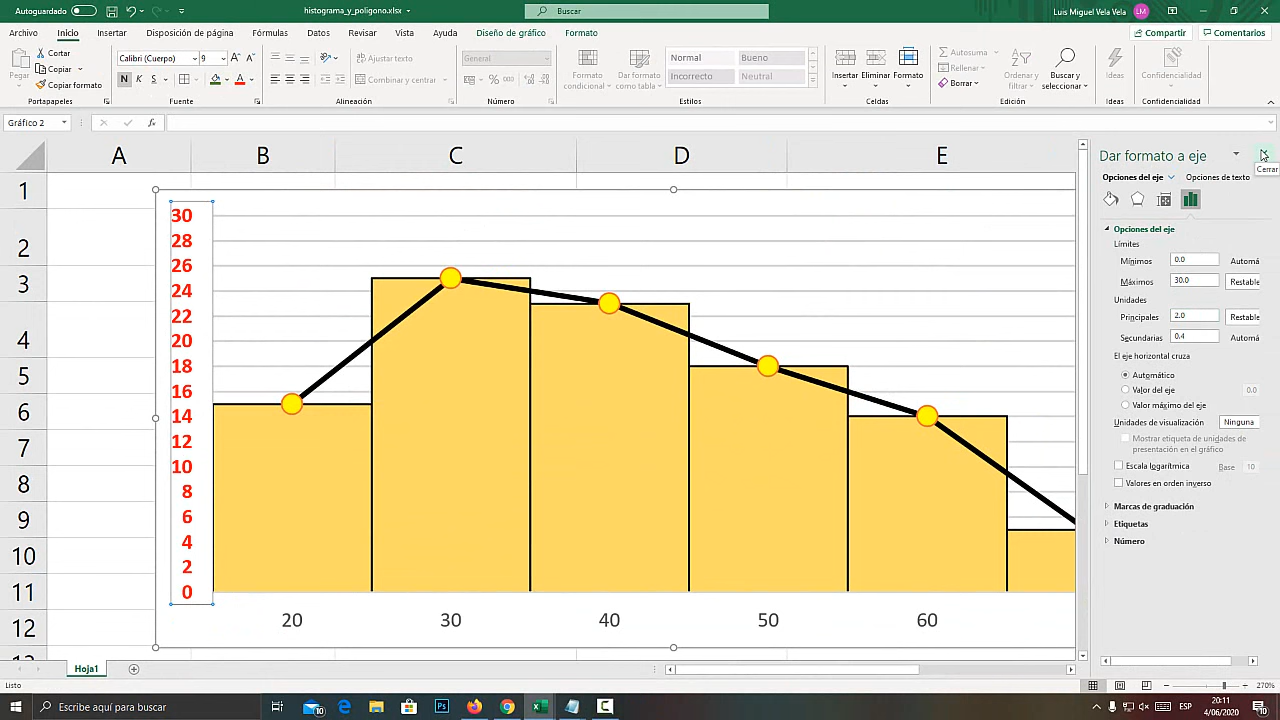 Autoguardado
histograma_y_poligono.xlsx
Buscar
Luis Miguel Vela Vela
LM
Archivo Inicio Insertar Disposición de página Fórmulas Datos Revisar Vista Ayuda Diseño de gráfico Formato
Compartir Comentarios
Pegar
Cortar
Copiar
Copiar formato
Portapapeles
Calibri (Cuerpo) 9
N K S
Fuente
Ajustar texto
Combinar y centrar
Alineación
General
% 000
Número
Formato condicional
Dar formato como tabla
Normal Bueno
Incorrecto Neutral
Estilos
Insertar Eliminar Formato
Celdas
Autosuma
Rellenar
Borrar
Ordenar y filtrar
Buscar y seleccionar
Edición
Ideas
Ideas
Confidencialidad
Confidencialidad
Gráfico 2
fx
A B C D E
1
2
3
4
5
6
7
8
9
10
11
12
30
28
26
24
22
20
18
16
14
12
10
8
6
4
2
0
20 30 40 50 60
Dar formato a eje
Cerrar
Opciones del eje Opciones de texto
Opciones del eje
Límites
Mínimos 0.0 Automá
Máximos 30.0 Restable
Unidades
Principales 2.0 Restable
Secundarias 0.4 Automá
El eje horizontal cruza
Automático
Valor del eje 0.0
Valor máximo del eje
Unidades de visualización Ninguna
Mostrar etiqueta de unidades de
presentación en el gráfico
Escala logarítmica Base 10
Valores en orden inverso
Marcas de graduación
Etiquetas
Número
Hoja1
Listo
270%
Escribe aquí para buscar
10
ESP
20:11
4/06/2020